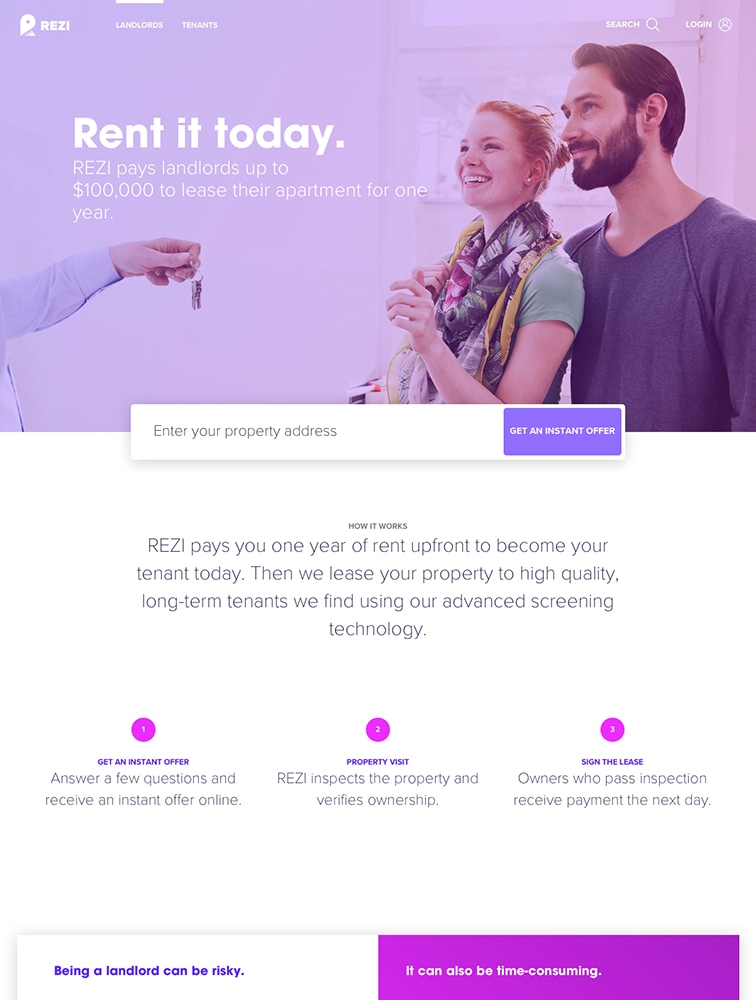 REZI
LANDLORDS
TENANTS
SEARCH
LOGIN
Rent it today.
REZI pays landlords up to
$100,000 to lease their apartment for one
year.
Enter your property address
GET AN INSTANT OFFER
HOW IT WORKS
REZI pays you one year of rent upfront to become your
tenant today. Then we lease your property to high quality,
long-term tenants we find using our advanced screening
technology.
1
GET AN INSTANT OFFER
Answer a few questions and
receive an instant offer online.
2
PROPERTY VISIT
REZI inspects the property and
verifies ownership.
3
SIGN THE LEASE
Owners who pass inspection
receive payment the next day.
Being a landlord can be risky.
It can also be time-consuming.